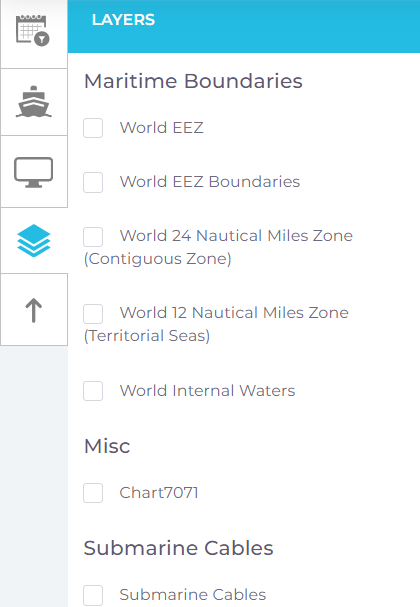 LAYERS
Maritime Boundaries
World EEZ
World EEZ Boundaries
World 24 Nautical Miles Zone
(Contiguous Zone)
World 12 Nautical Miles Zone
(Territorial Seas)
World Internal Waters
Misc
Chart7071
Submarine Cables
Submarine Cables